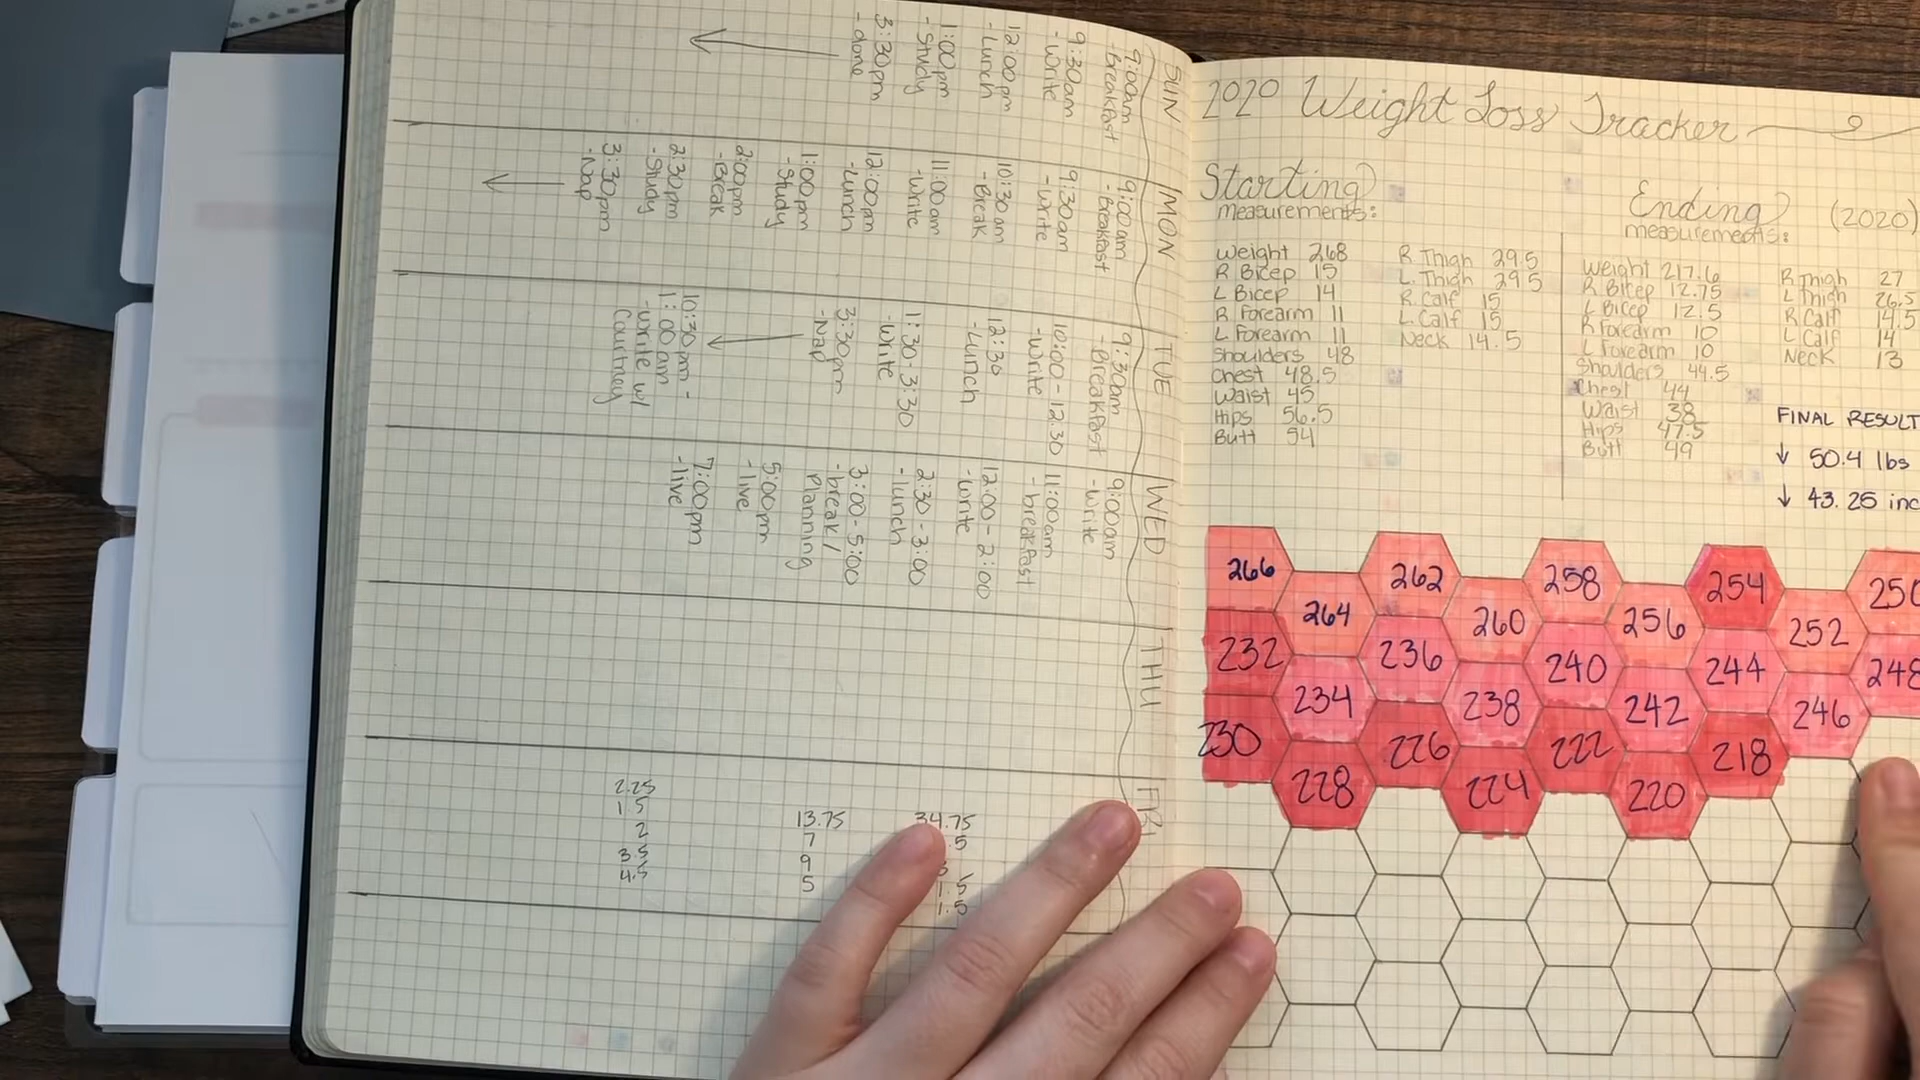 SUN
9:00am
-Breakfast
9:30am
-Write
12:00pm
-Lunch
1:00pm
-Study
3:30pm
-done
MON
9:00am
-Breakfast
9:30am
-Write
10:30am
-Break
11:00am
-Write
12:00pm
-Lunch
1:00pm
-Study
2:00pm
-Break
2:30pm
-Study
3:30pm
-Nap
TUE
9:30am
-Breakfast
10:00-12:30
-Write
12:30
-Lunch
1:30-3:30
-Write
3:30pm
-Nap
10:30pm-
1:00am
-Write w/
Courtney
WED
9:00am
-Write
11:00am
-breakfast
12:00-2:00
-Write
2:30-3:00
-lunch
3:00-5:00
-break/
Planning
5:00pm
-live
7:00pm
-live
THU
FRI
2.25
1.5
2
3.5
4.5
13.75
7
9
5
34.75
.5
1.5
1.5
2020 Weight Loss Tracker
Starting
measurements:
Weight 268
R Bicep 15
L Bicep 14
R Forearm 11
L Forearm 11
Shoulders 48
Chest 48.5
Waist 45
Hips 56.5
Butt 54
R Thigh 29.5
L Thigh 29.5
R Calf 15
L Calf 15
Neck 14.5
Ending (2020)
measurements:
Weight 217.6
R Bicep 12.75
L Bicep 12.5
R Forearm 10
L Forearm 10
Shoulders 44.5
Chest 44
Waist 38
Hips 47.5
Butt 49
R Thigh 27
L Thigh 26.5
R Calf 14.5
L Calf 14
Neck 13
FINAL RESULT
↓ 50.4 lbs
↓ 43.25 inc
266 262 258 254 250
264 260 256 252
232 236 240 244 248
234 238 242 246
230 226 222 218
228 224 220